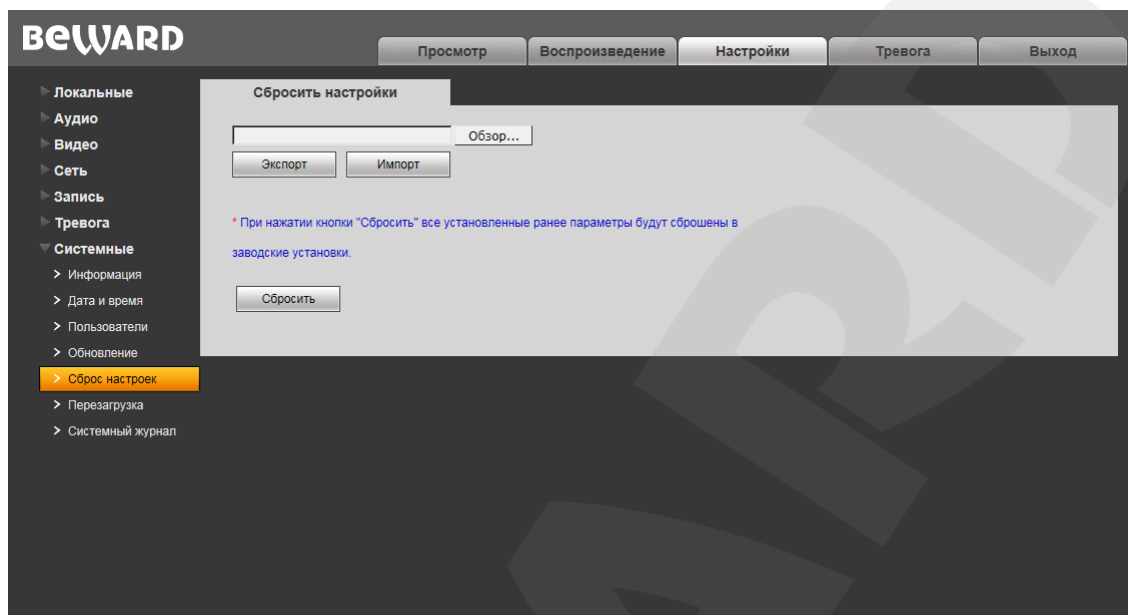 BEWARD
Просмотр
Воспроизведение
Настройки
Тревога
Выход
Локальные
Аудио
Видео
Сеть
Запись
Тревога
Системные
> Информация
> Дата и время
> Пользователи
> Обновление
> Сброс настроек
> Перезагрузка
> Системный журнал
Сбросить настройки
Обзор...
Экспорт
Импорт
* При нажатии кнопки "Сбросить" все установленные ранее параметры будут сброшены в
заводские установки.
Сбросить